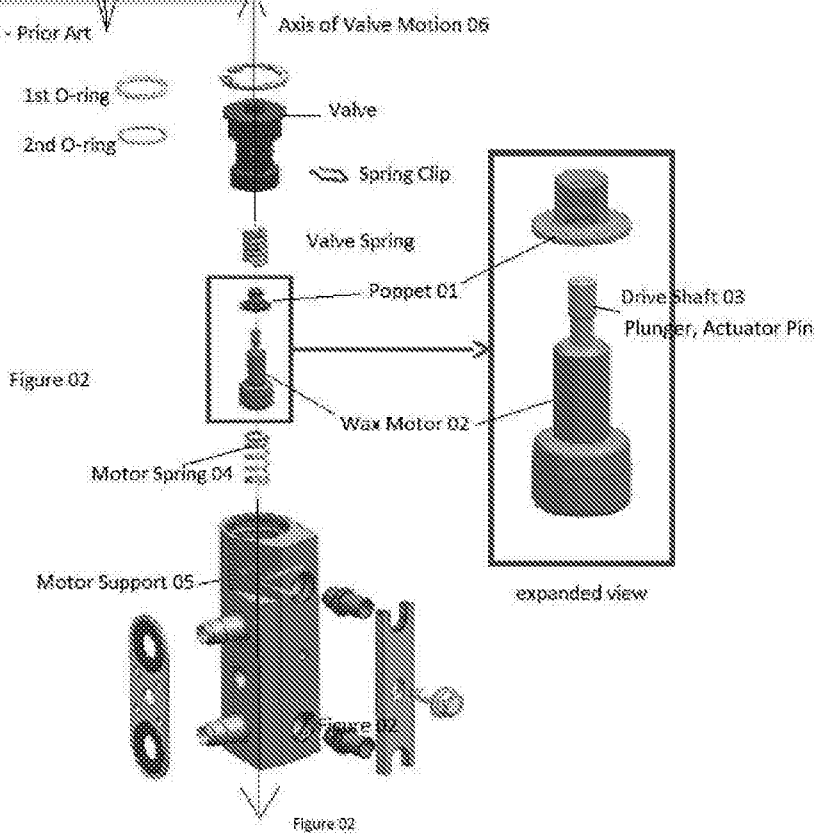 Axis of Valve Motion 06
- Prior Art
1st O-ring
Valve
2nd O-ring
Spring Clip
Valve Spring
Poppet 01
Drive Shaft 03
Plunger, Actuator Pin
Figure 02
Wax Motor 02
Motor Spring 04
Motor Support 05
expanded view
Figure 02
Figure 02